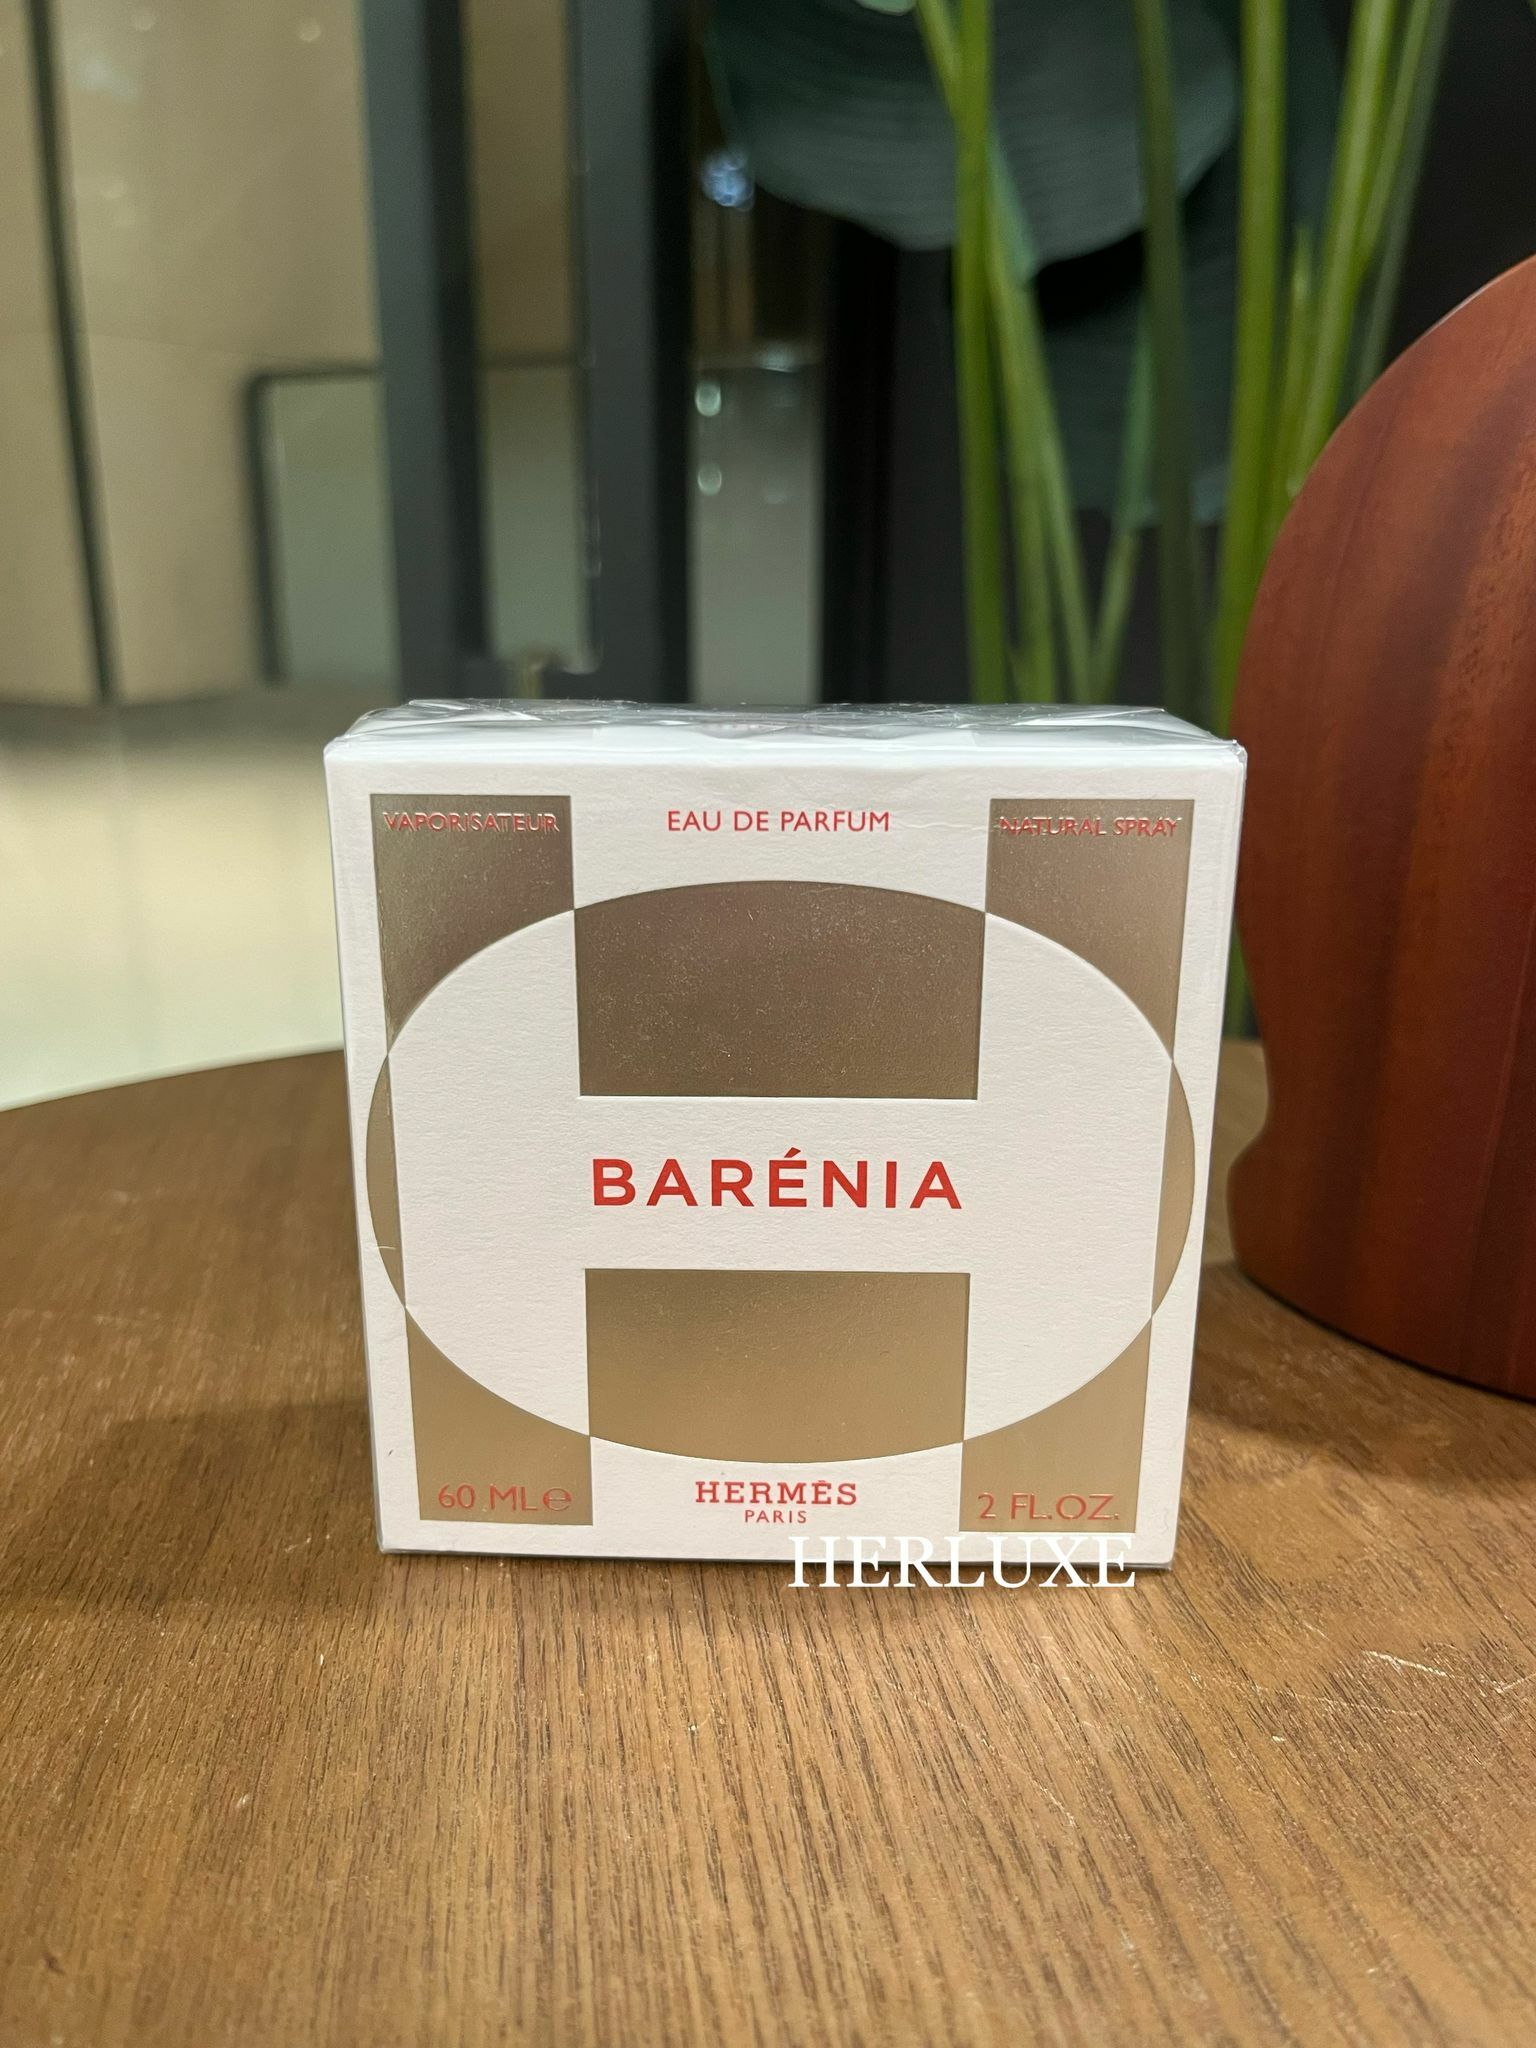 VAPORISATEUR
EAU DE PARFUM
NATURAL SPRAY
BARÉNIA
60 ML℮
HERMÈS
PARIS
2 FL.OZ.
HERLUXE